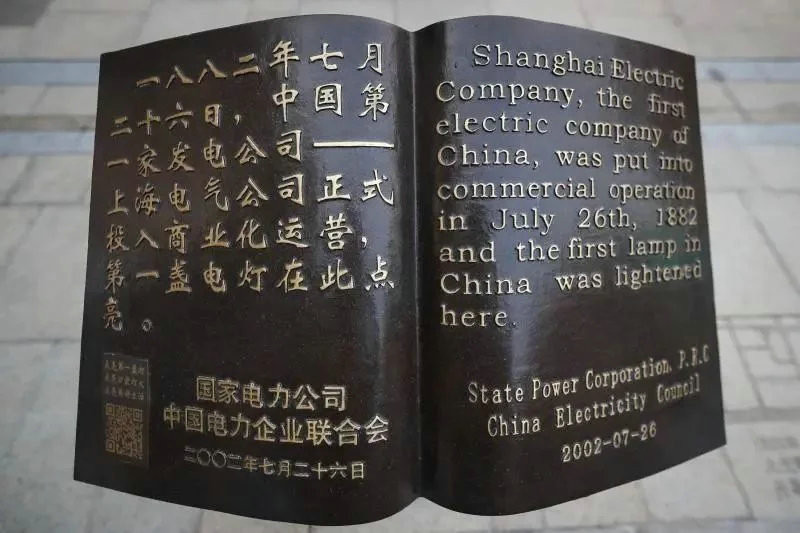 一八八二年七月
二十六日,中国第
一家发电公司——
上海电气公司正式
投入商业化运营,
第一盏电灯在此点
亮。
国家电力公司
中国电力企业联合会
二〇〇二年七月二十六日
Shanghai Electric
Company, the first
electric company of
China, was put into
commercial operation
in July 26th, 1882
and the first lamp in
China was lightened
here.
State Power Corporation, P.R.C
China Electricity Council
2002-07-26